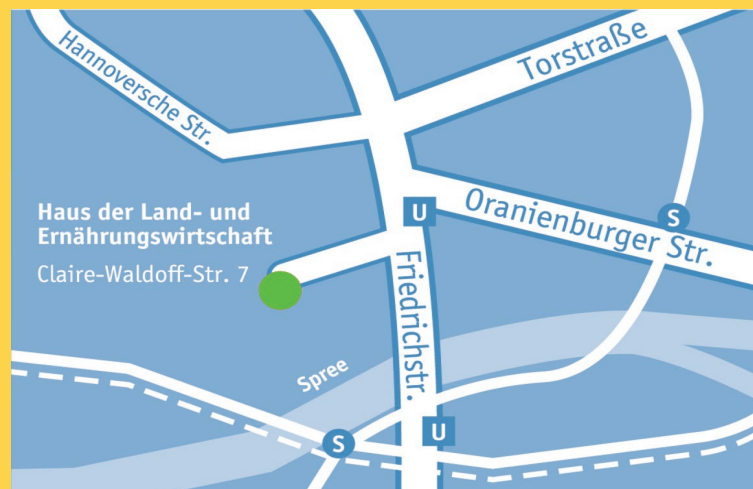 Hannoversche Str.
Torstraße
Haus der Land- und
Ernährungswirtschaft
Claire-Waldoff-Str. 7
U
Oranienburger Str.
S
Friedrichstr.
Spree
U
S